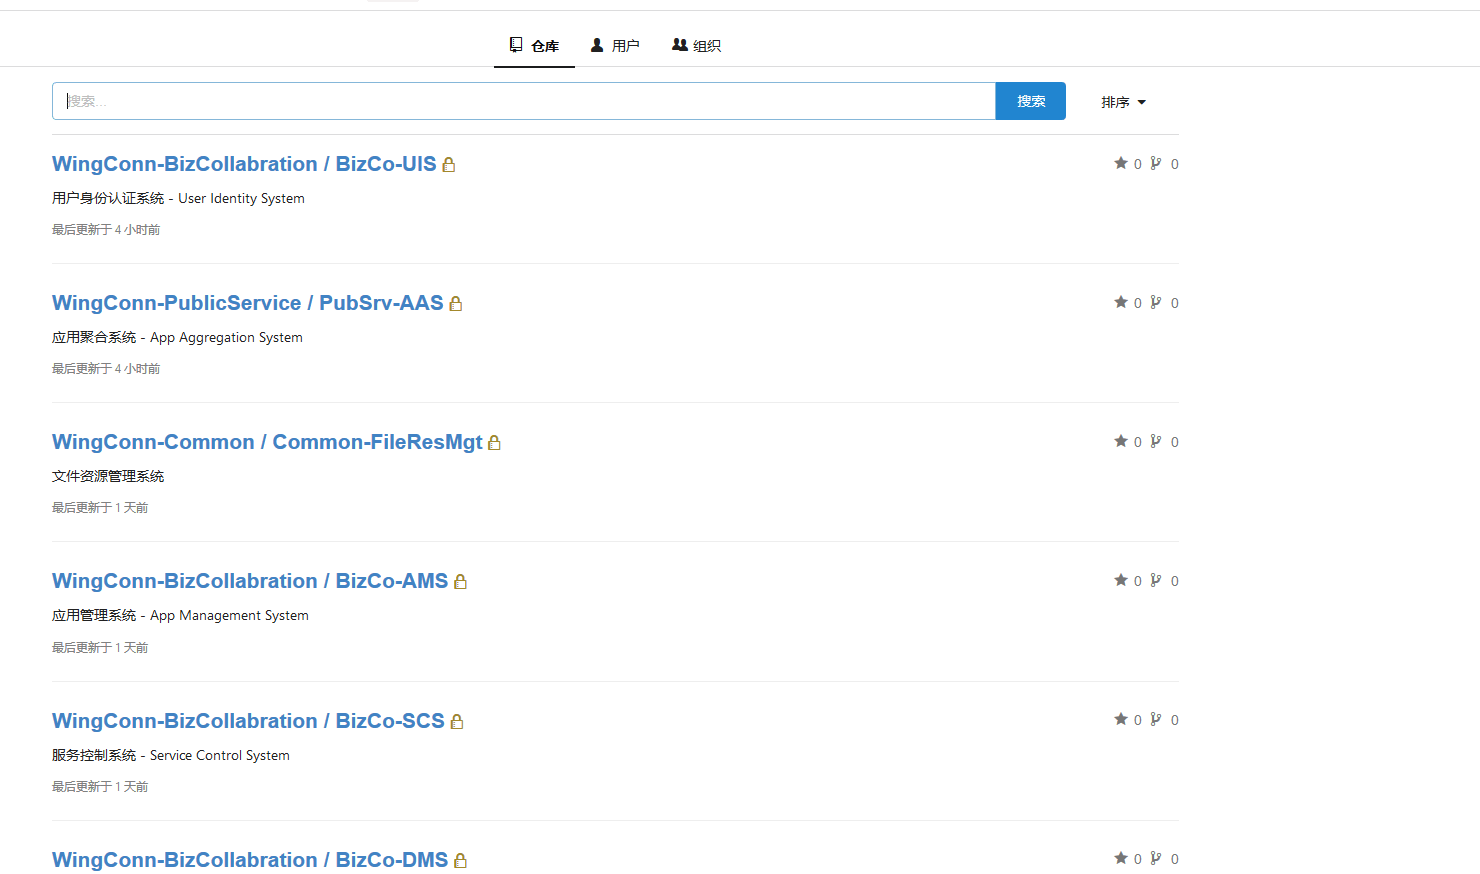 仓库 用户 组织
搜索... 搜索 排序
WingConn-BizCollabration / BizCo-UIS 0 0
用户身份认证系统 - User Identity System
最后更新于 4 小时前
WingConn-PublicService / PubSrv-AAS 0 0
应用聚合系统 - App Aggregation System
最后更新于 4 小时前
WingConn-Common / Common-FileResMgt 0 0
文件资源管理系统
最后更新于 1 天前
WingConn-BizCollabration / BizCo-AMS 0 0
应用管理系统 - App Management System
最后更新于 1 天前
WingConn-BizCollabration / BizCo-SCS 0 0
服务控制系统 - Service Control System
最后更新于 1 天前
WingConn-BizCollabration / BizCo-DMS 0 0